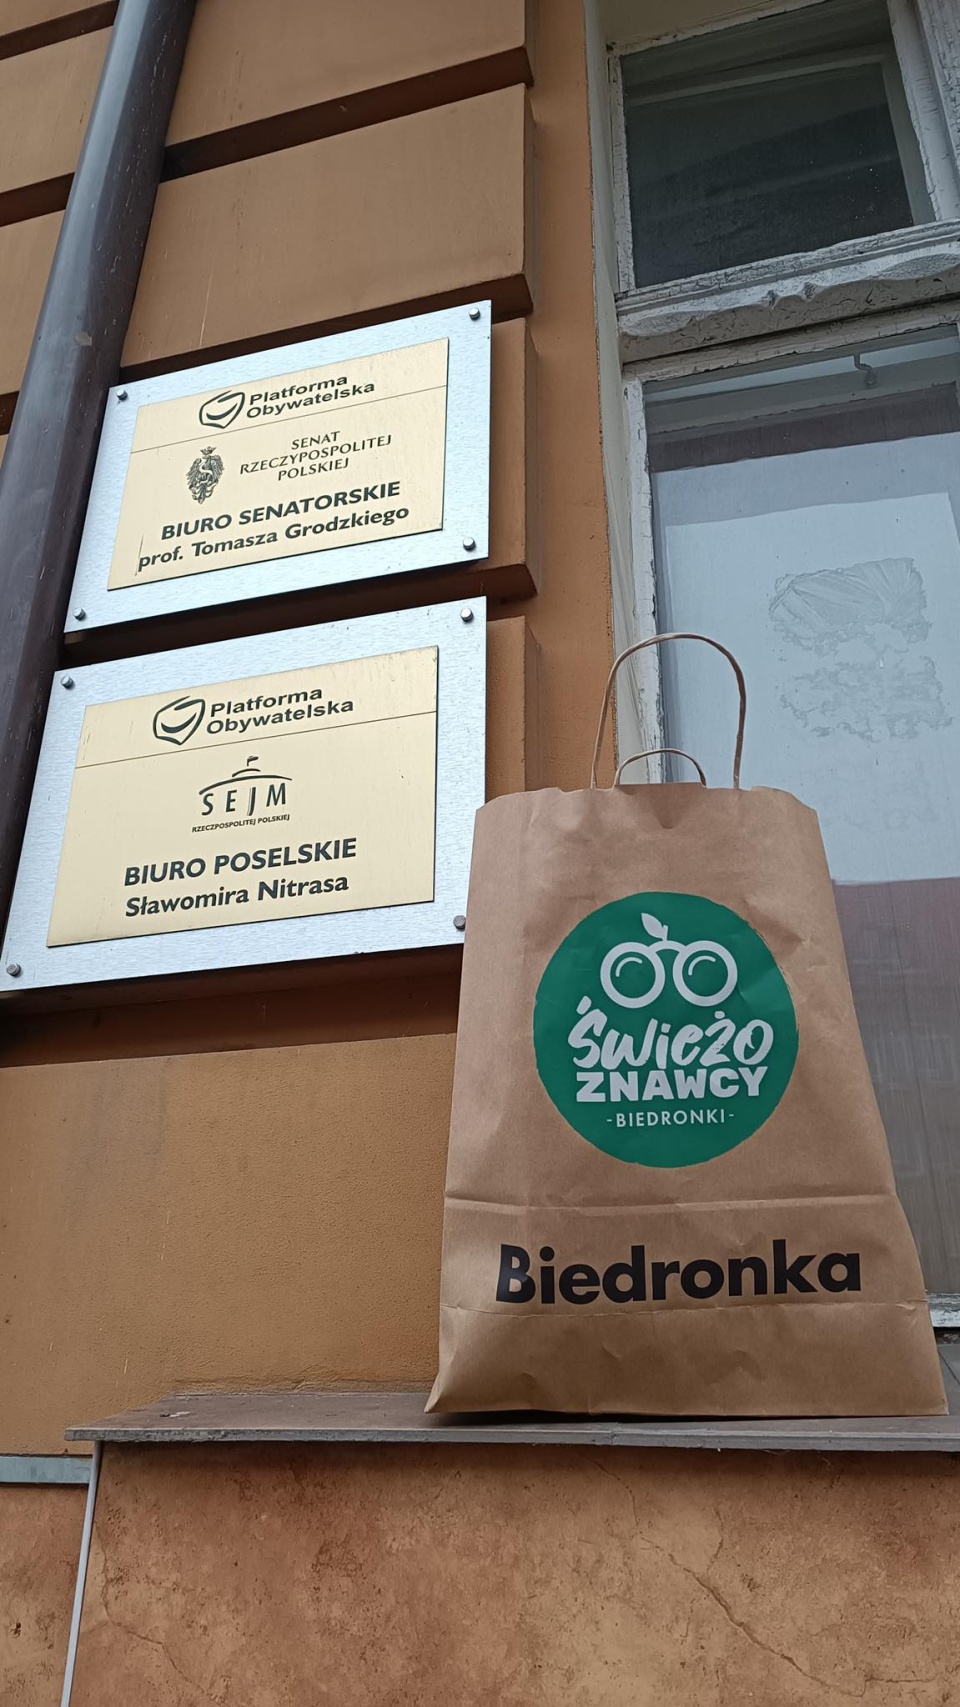 Platforma
Obywatelska
SENAT
RZECZYPOSPOLITEJ
POLSKIEJ
BIURO SENATORSKIE
prof. Tomasza Grodzkiego
Platforma
Obywatelska
SEJM
RZECZPOSPOLITEJ POLSKIEJ
BIURO POSELSKIE
Sławomira Nitrasa
Świeżo
ZNAWCY
-BIEDRONKI-
Biedronka